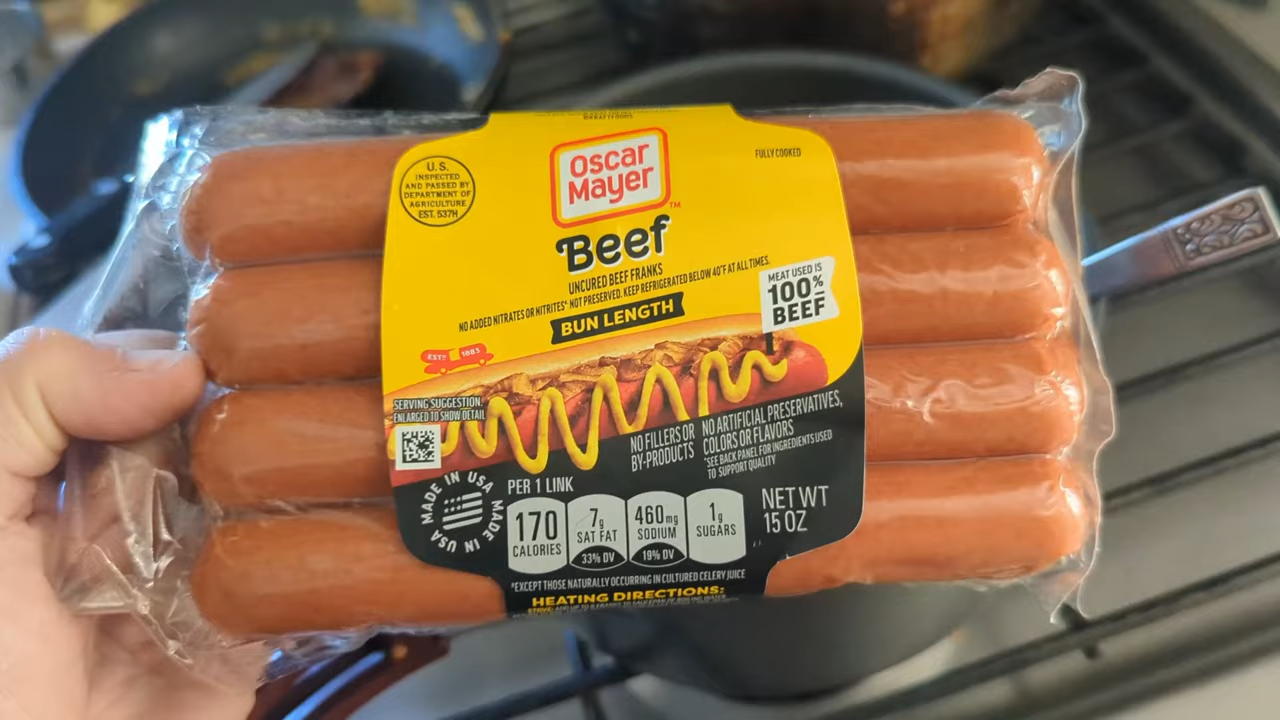 U.S.
INSPECTED
AND PASSED BY
DEPARTMENT OF
AGRICULTURE
EST. 537H
Oscar
Mayer™
FULLY COOKED
Beef
UNCURED BEEF FRANKS
NO ADDED NITRATES OR NITRITES* NOT PRESERVED. KEEP REFRIGERATED BELOW 40°F AT ALL TIMES.
BUN LENGTH
MEAT USED IS
100%
BEEF
ESTD 1883
SERVING SUGGESTION.
ENLARGED TO SHOW DETAIL
NO FILLERS OR
BY-PRODUCTS
NO ARTIFICIAL PRESERVATIVES,
COLORS OR FLAVORS
*SEE BACK PANEL FOR INGREDIENTS USED
TO SUPPORT QUALITY
MADE IN USA MADE IN USA
PER 1 LINK
170
CALORIES
7g
SAT FAT
33% DV
460mg
SODIUM
19% DV
1g
SUGARS
NET WT
15 OZ
*EXCEPT THOSE NATURALLY OCCURRING IN CULTURED CELERY JUICE
HEATING DIRECTIONS: